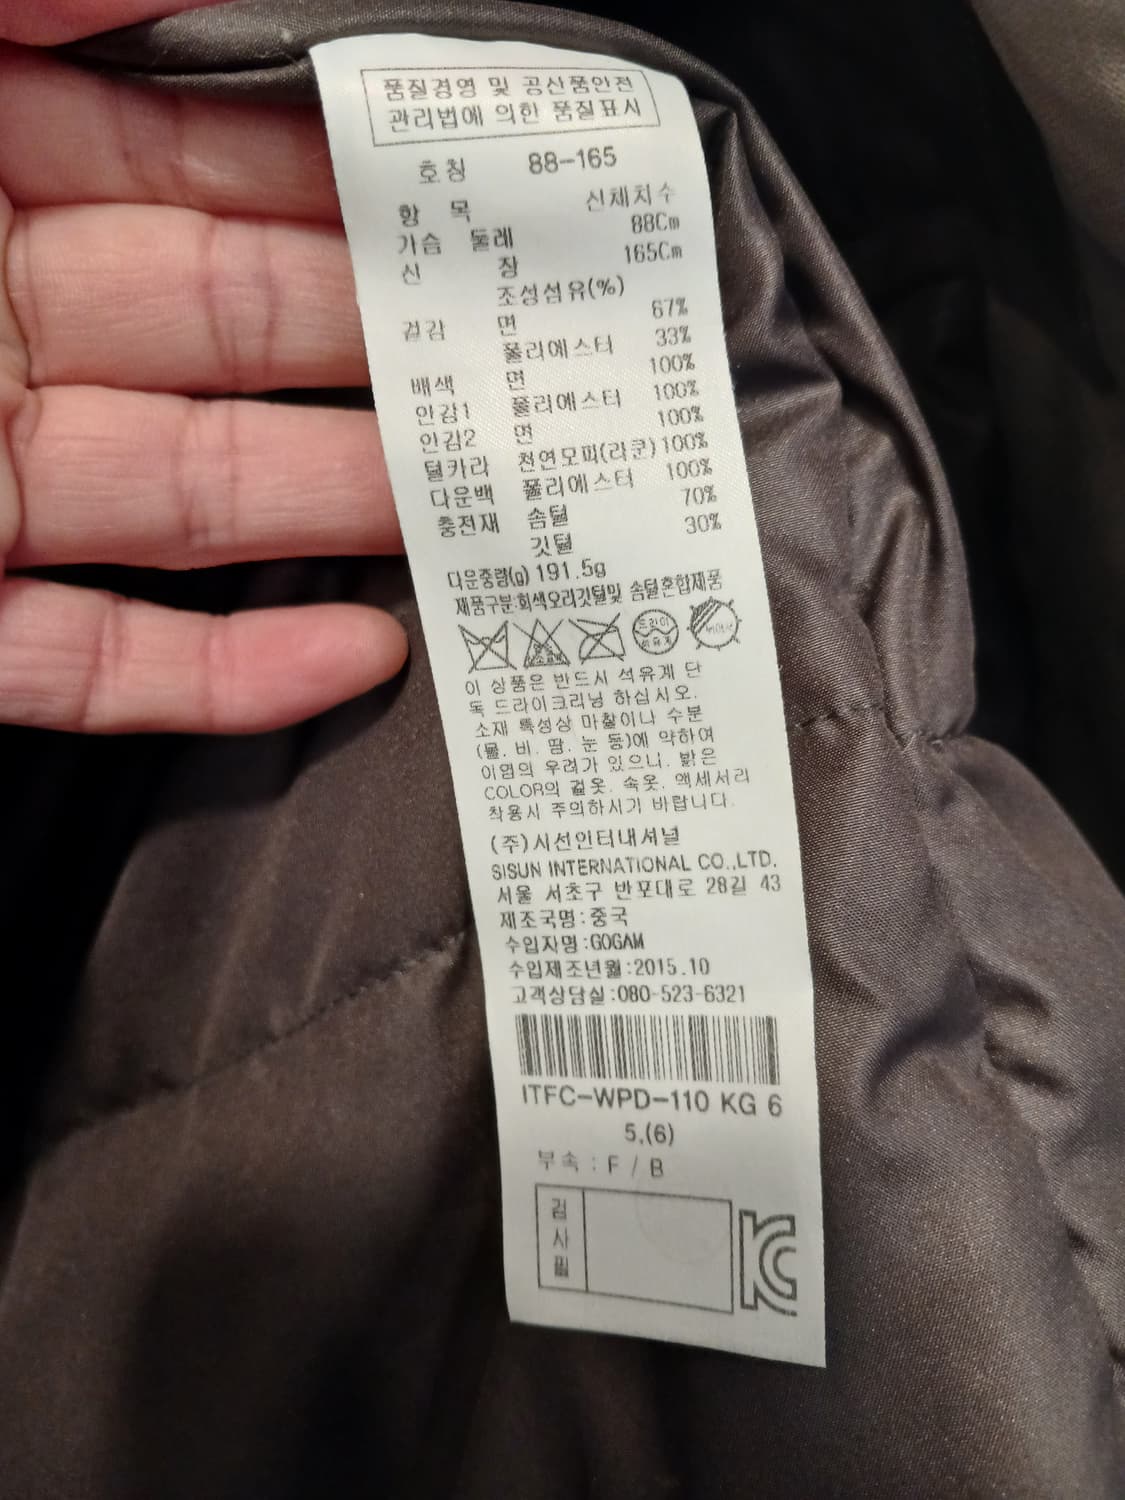 품질경영 및 공산품안전
관리법에 의한 품질표시
호칭 88-165
항 목 신체치수
가슴 둘레 88Cm
신 장 165Cm
조성섬유(%)
겉감 면 67%
폴리에스터 33%
배색 면 100%
안감1 폴리에스터 100%
안감2 면 100%
털카라 천연모피(라쿤) 100%
다운백 폴리에스터 100%
충전재 솜털 70%
깃털 30%
다운중량(g) 191.5g
제품구분:회색오리깃털및 솜털혼합제품
드라이
석유계
이 상품은 반드시 석유계 단
독 드라이크리닝 하십시오.
소재 특성상 마찰이나 수분
(물, 비, 땀, 눈 등)에 약하여
이염의 우려가 있으니, 밝은
COLOR의 겉옷, 속옷, 액세서리
착용시 주의하시기 바랍니다.
(주)시선인터내셔널
SISUN INTERNATIONAL CO.,LTD.
서울 서초구 반포대로 28길 43
제조국명:중국
수입자명:GOGAM
수입제조년월:2015.10
고객상담실:080-523-6321
ITFC-WPD-110 KG 6
5,(6)
부속 : F / B
검사필
KC